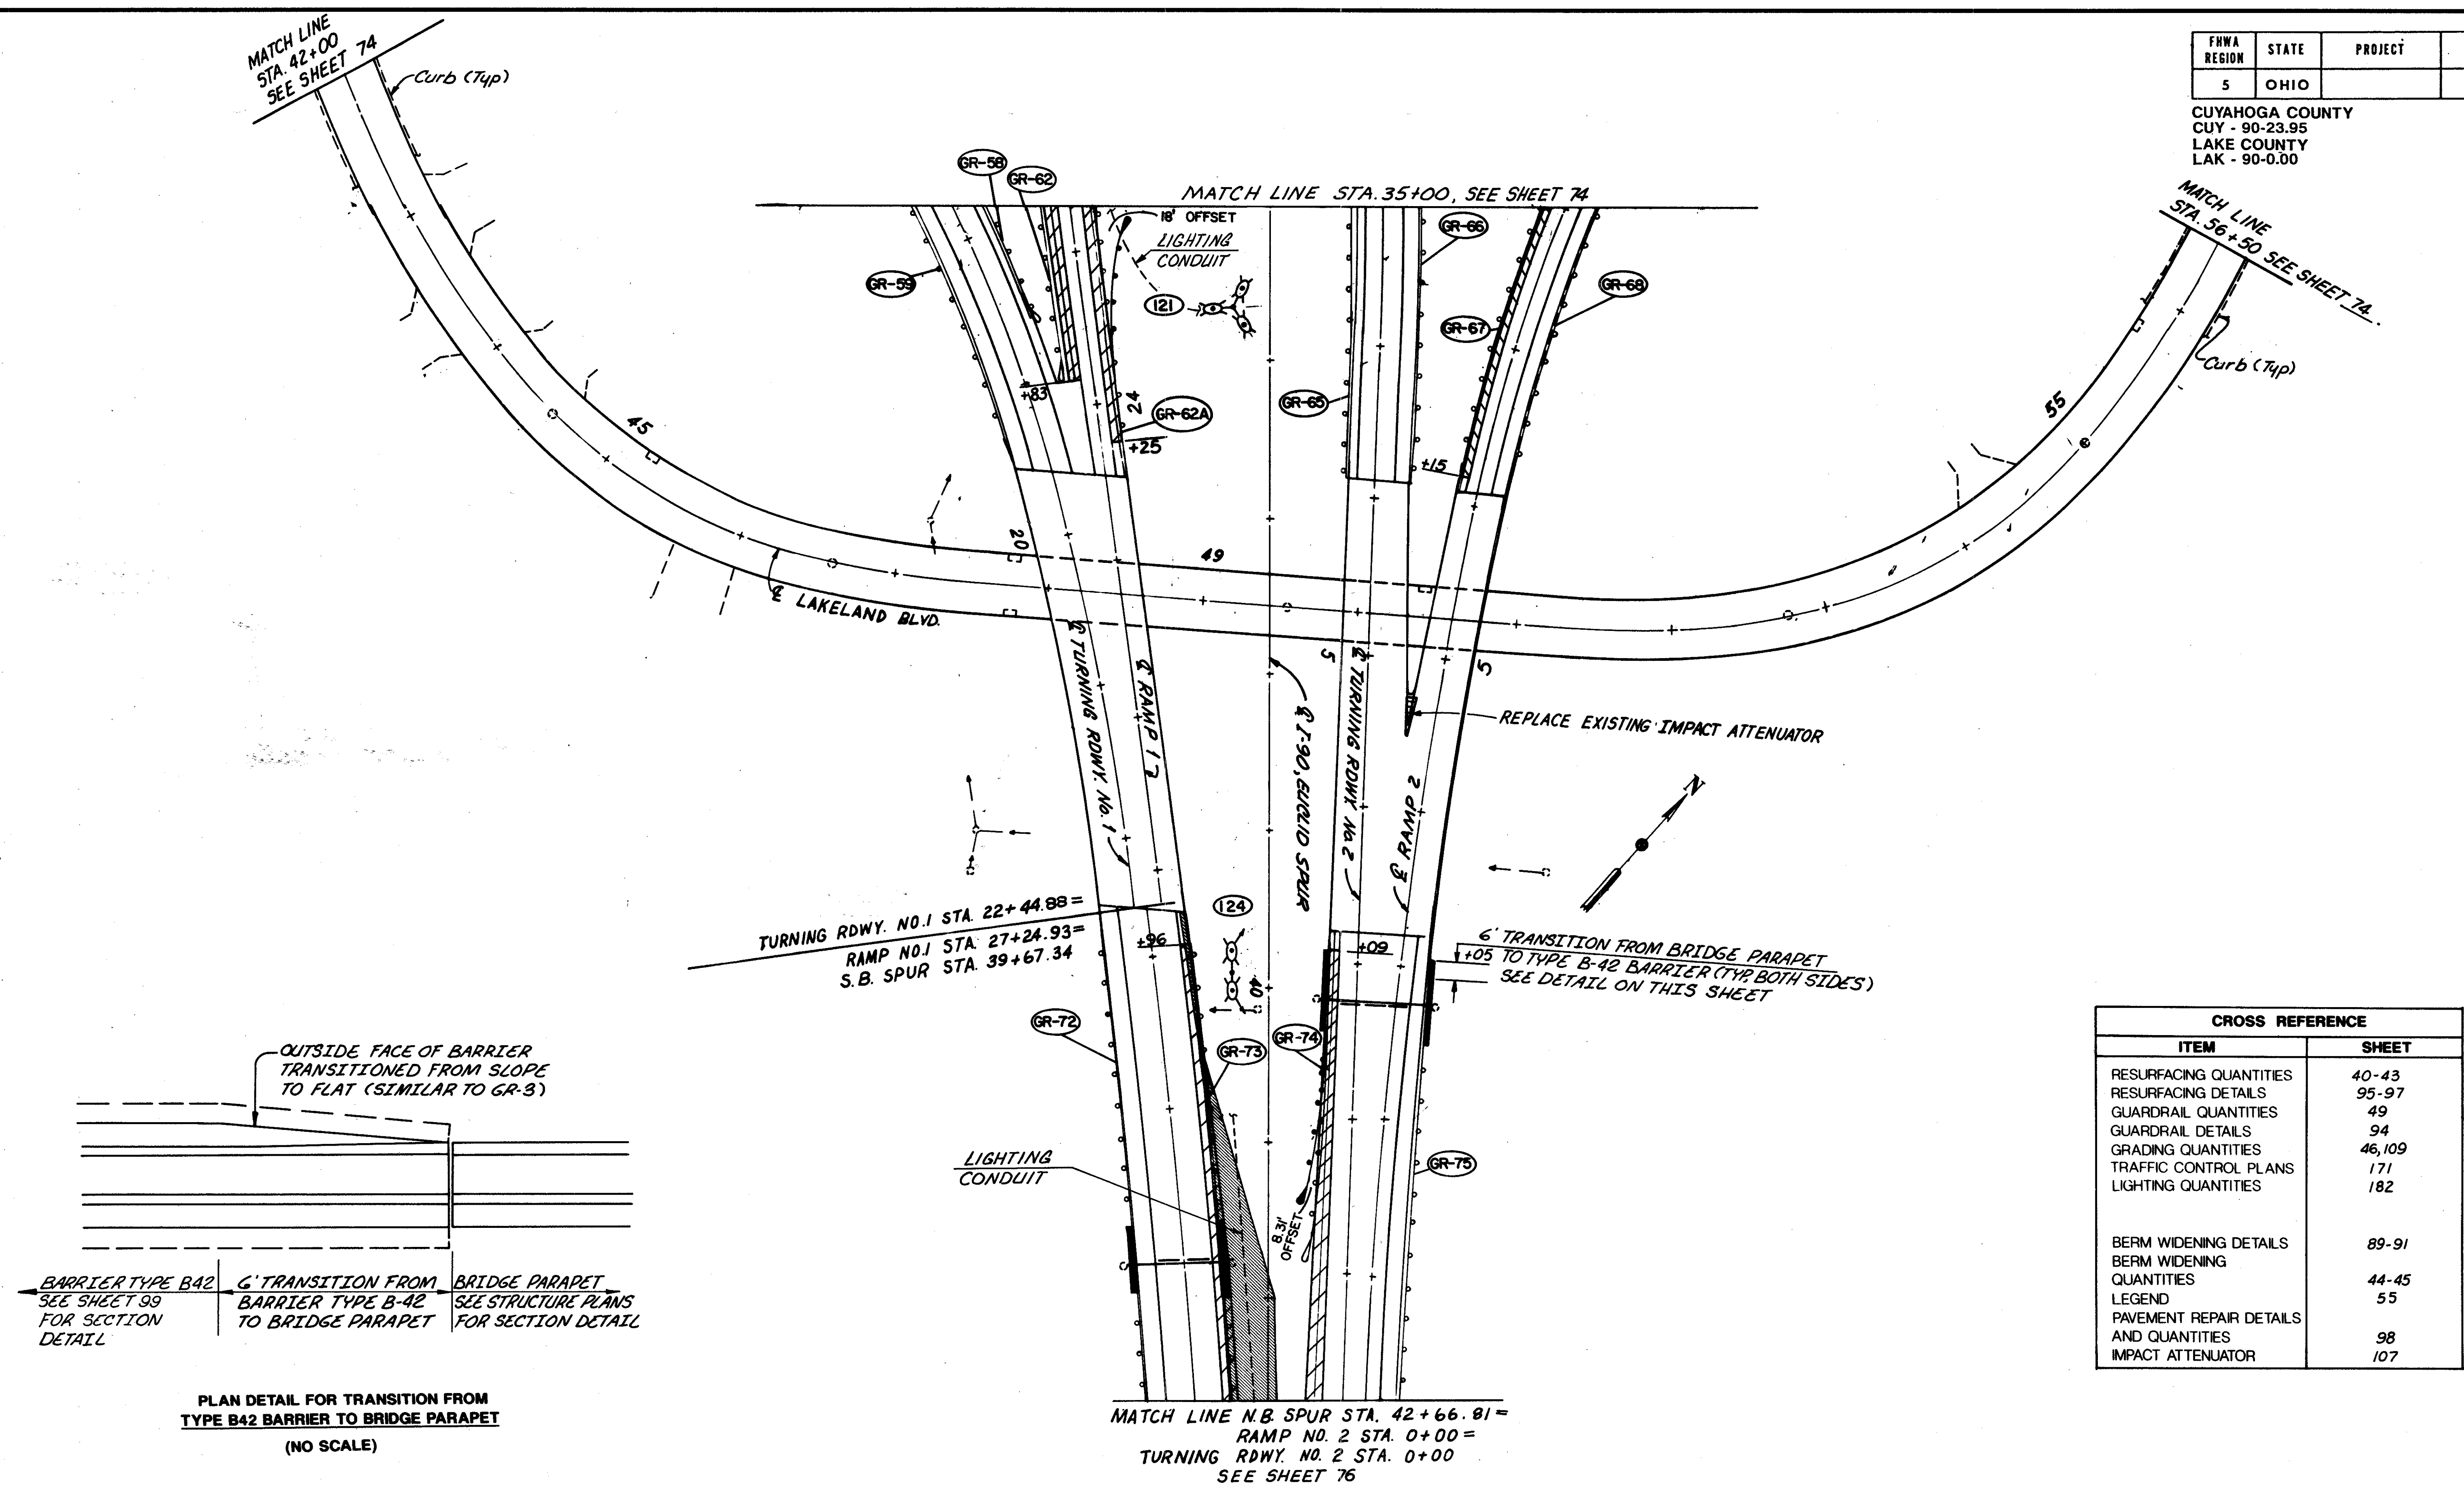 MATCH LINE
STA. 42+00
SEE SHEET 74
Curb (Typ)
FHWA REGION STATE PROJECT
5 OHIO
CUYAHOGA COUNTY
CUY - 90-23.95
LAKE COUNTY
LAK - 90-0.00
MATCH LINE
STA. 56+50 SEE SHEET 74
Curb (Typ)
MATCH LINE STA. 35+00, SEE SHEET 74
GR-58
GR-62
18' OFFSET
LIGHTING
CONDUIT
121
GR-59
GR-66
GR-68
GR-67
GR-65
+83
24
GR-62A
+25
+15
45
55
20
49
℄ LAKELAND BLVD.
℄ TURNING RDWY. No. 1
℄ RAMP 17
℄ I-90, EUCLID SPUR
5
℄ TURNING RDWY. No. 2
℄ RAMP 2
5
REPLACE EXISTING IMPACT ATTENUATOR
N
TURNING RDWY. NO.1 STA. 22+44.88=
RAMP NO.1 STA. 27+24.93=
S.B. SPUR STA. 39+67.34
+96
124
40
+09
+05
6' TRANSITION FROM BRIDGE PARAPET
TO TYPE B-42 BARRIER (TYP. BOTH SIDES)
SEE DETAIL ON THIS SHEET
GR-72
GR-73
GR-74
GR-75
LIGHTING
CONDUIT
8.31'
OFFSET
OUTSIDE FACE OF BARRIER
TRANSITIONED FROM SLOPE
TO FLAT (SIMILAR TO GR-3)
BARRIER TYPE B42
SEE SHEET 99
FOR SECTION
DETAIL
6' TRANSITION FROM
BARRIER TYPE B-42
TO BRIDGE PARAPET
BRIDGE PARAPET
SEE STRUCTURE PLANS
FOR SECTION DETAIL
PLAN DETAIL FOR TRANSITION FROM
TYPE B42 BARRIER TO BRIDGE PARAPET
(NO SCALE)
MATCH LINE N.B. SPUR STA. 42+66.81=
RAMP NO. 2 STA. 0+00=
TURNING RDWY. NO. 2 STA. 0+00
SEE SHEET 76
CROSS REFERENCE
ITEM SHEET
RESURFACING QUANTITIES 40-43
RESURFACING DETAILS 95-97
GUARDRAIL QUANTITIES 49
GUARDRAIL DETAILS 94
GRADING QUANTITIES 46,109
TRAFFIC CONTROL PLANS 171
LIGHTING QUANTITIES 182
BERM WIDENING DETAILS 89-91
BERM WIDENING
QUANTITIES 44-45
LEGEND 55
PAVEMENT REPAIR DETAILS
AND QUANTITIES 98
IMPACT ATTENUATOR 107